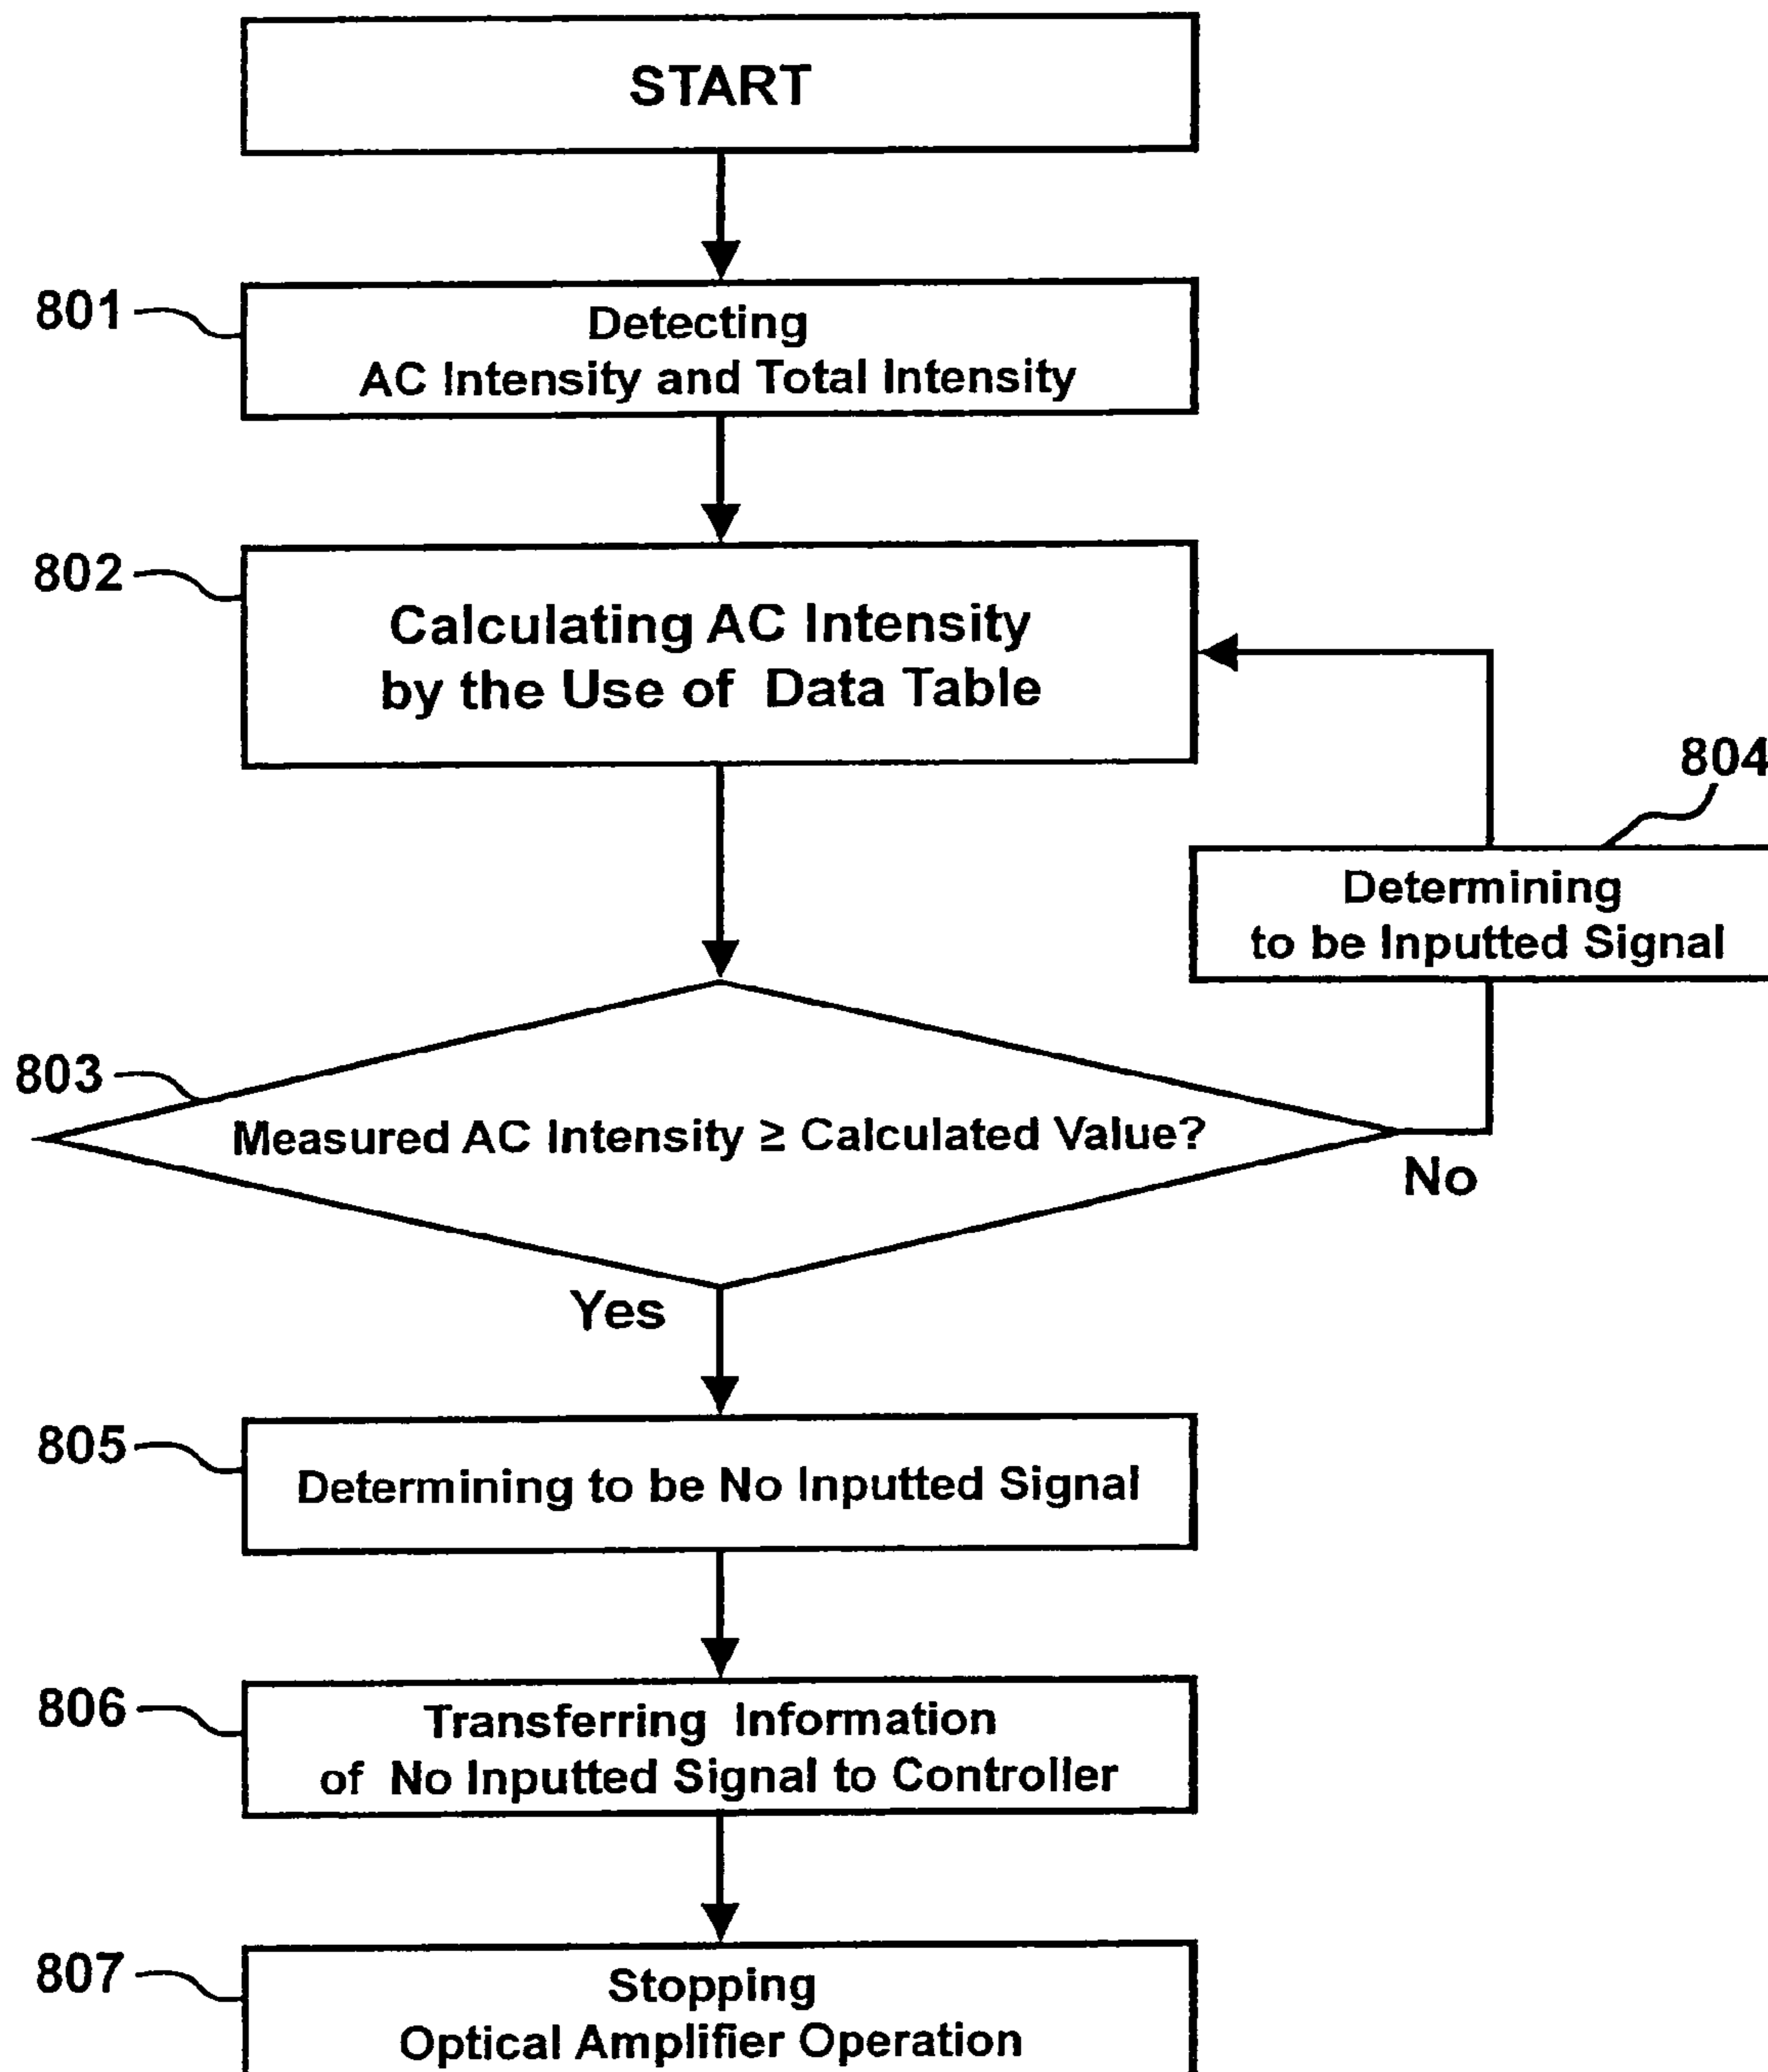 START
801
Detecting
AC Intensity and Total Intensity
802
Calculating AC Intensity
by the Use of Data Table
804
Determining
to be Inputted Signal
803
Measured AC Intensity ≥ Calculated Value?
No
Yes
805
Determining to be No Inputted Signal
806
Transferring Information
of No Inputted Signal to Controller
807
Stopping
Optical Amplifier Operation